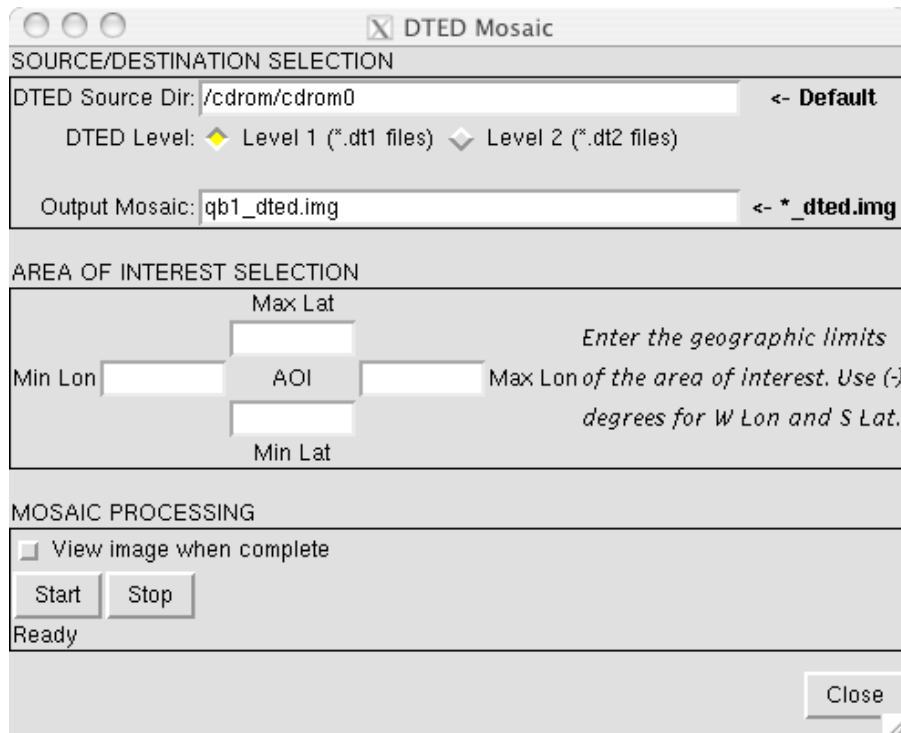 DTED Mosaic
SOURCE/DESTINATION SELECTION
DTED Source Dir: /cdrom/cdrom0 <- Default
DTED Level: Level 1 (*.dt1 files) Level 2 (*.dt2 files)
Output Mosaic: qb1_dted.img <- *_dted.img
AREA OF INTEREST SELECTION
Max Lat
Enter the geographic limits
Min Lon AOI Max Lon of the area of interest. Use (-)
degrees for W Lon and S Lat.
Min Lat
MOSAIC PROCESSING
View image when complete
Start Stop
Ready
Close